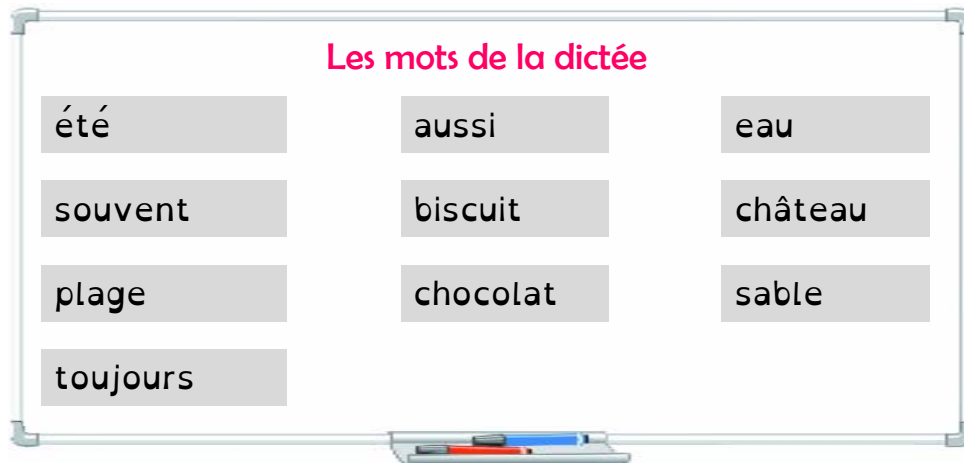 Les mots de la dictée
été aussi eau
souvent biscuit château
plage chocolat sable
toujours